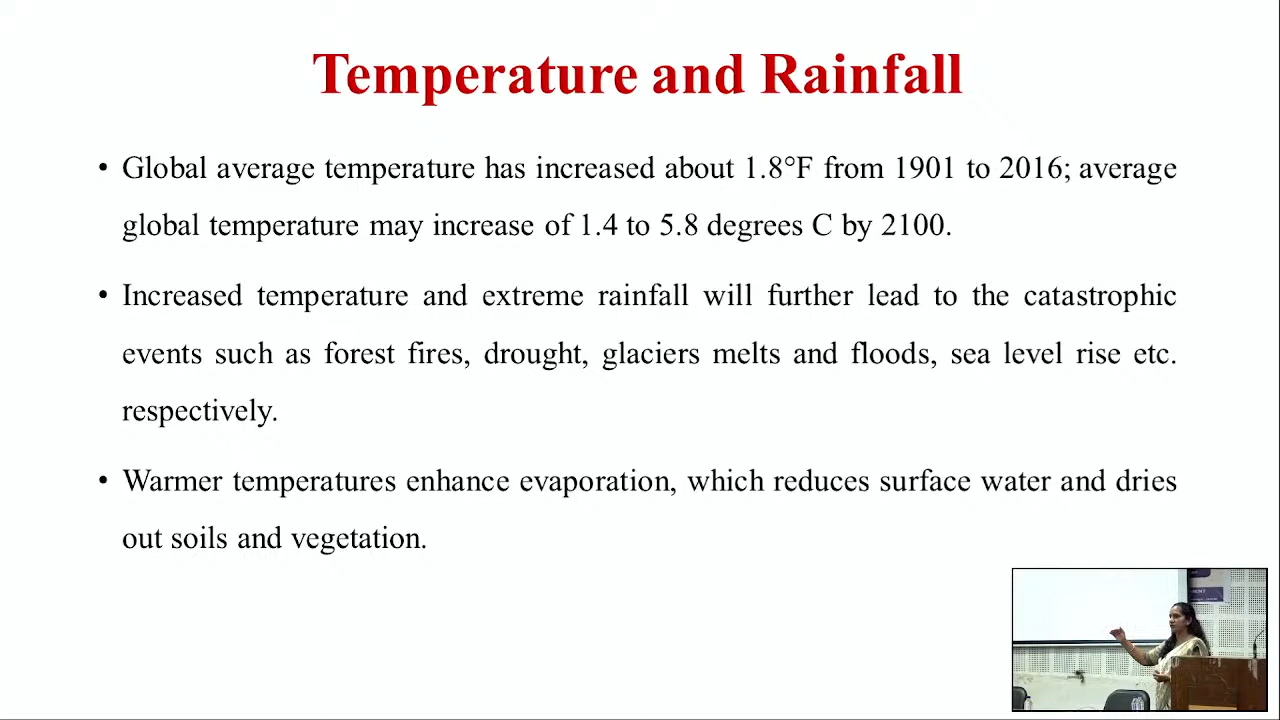 Temperature and Rainfall
• Global average temperature has increased about 1.8°F from 1901 to 2016; average
global temperature may increase of 1.4 to 5.8 degrees C by 2100.
• Increased temperature and extreme rainfall will further lead to the catastrophic
events such as forest fires, drought, glaciers melts and floods, sea level rise etc.
respectively.
• Warmer temperatures enhance evaporation, which reduces surface water and dries
out soils and vegetation.